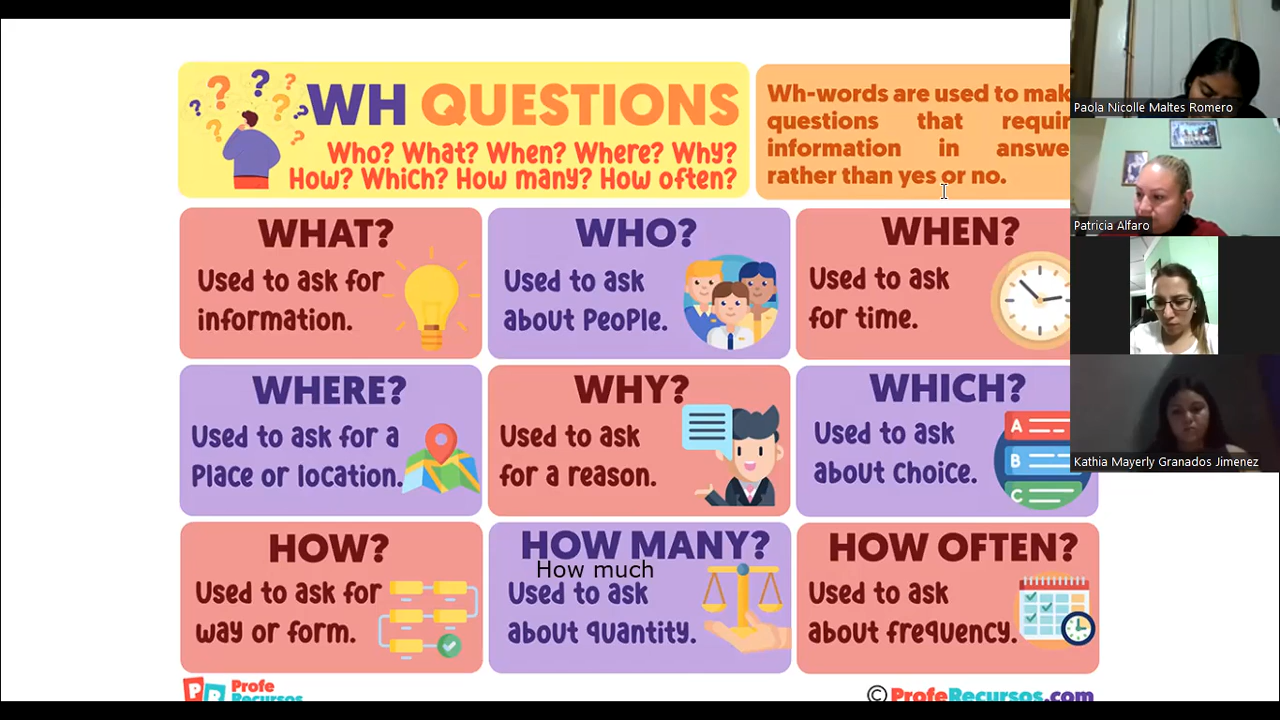 WH QUESTIONS
Who? What? When? Where? Why?
How? Which? How many? How often?
Wh-words are used to mak
questions that requir
information in answe
rather than yes or no.
WHAT?
Used to ask for
information.
WHO?
Used to ask
about People.
WHEN?
Used to ask
for time.
WHERE?
Used to ask for a
Place or location.
WHY?
Used to ask
for a reason.
WHICH?
Used to ask
about choice.
A
B
C
HOW?
Used to ask for
way or form.
HOW MANY?
How much
Used to ask
about quantity.
HOW OFTEN?
Used to ask
about frequency.
PR Profe
Recursos
© ProfeRecursos.com
Paola Nicolle Maltes Romero
Patricia Alfaro
Kathia Mayerly Granados Jimenez